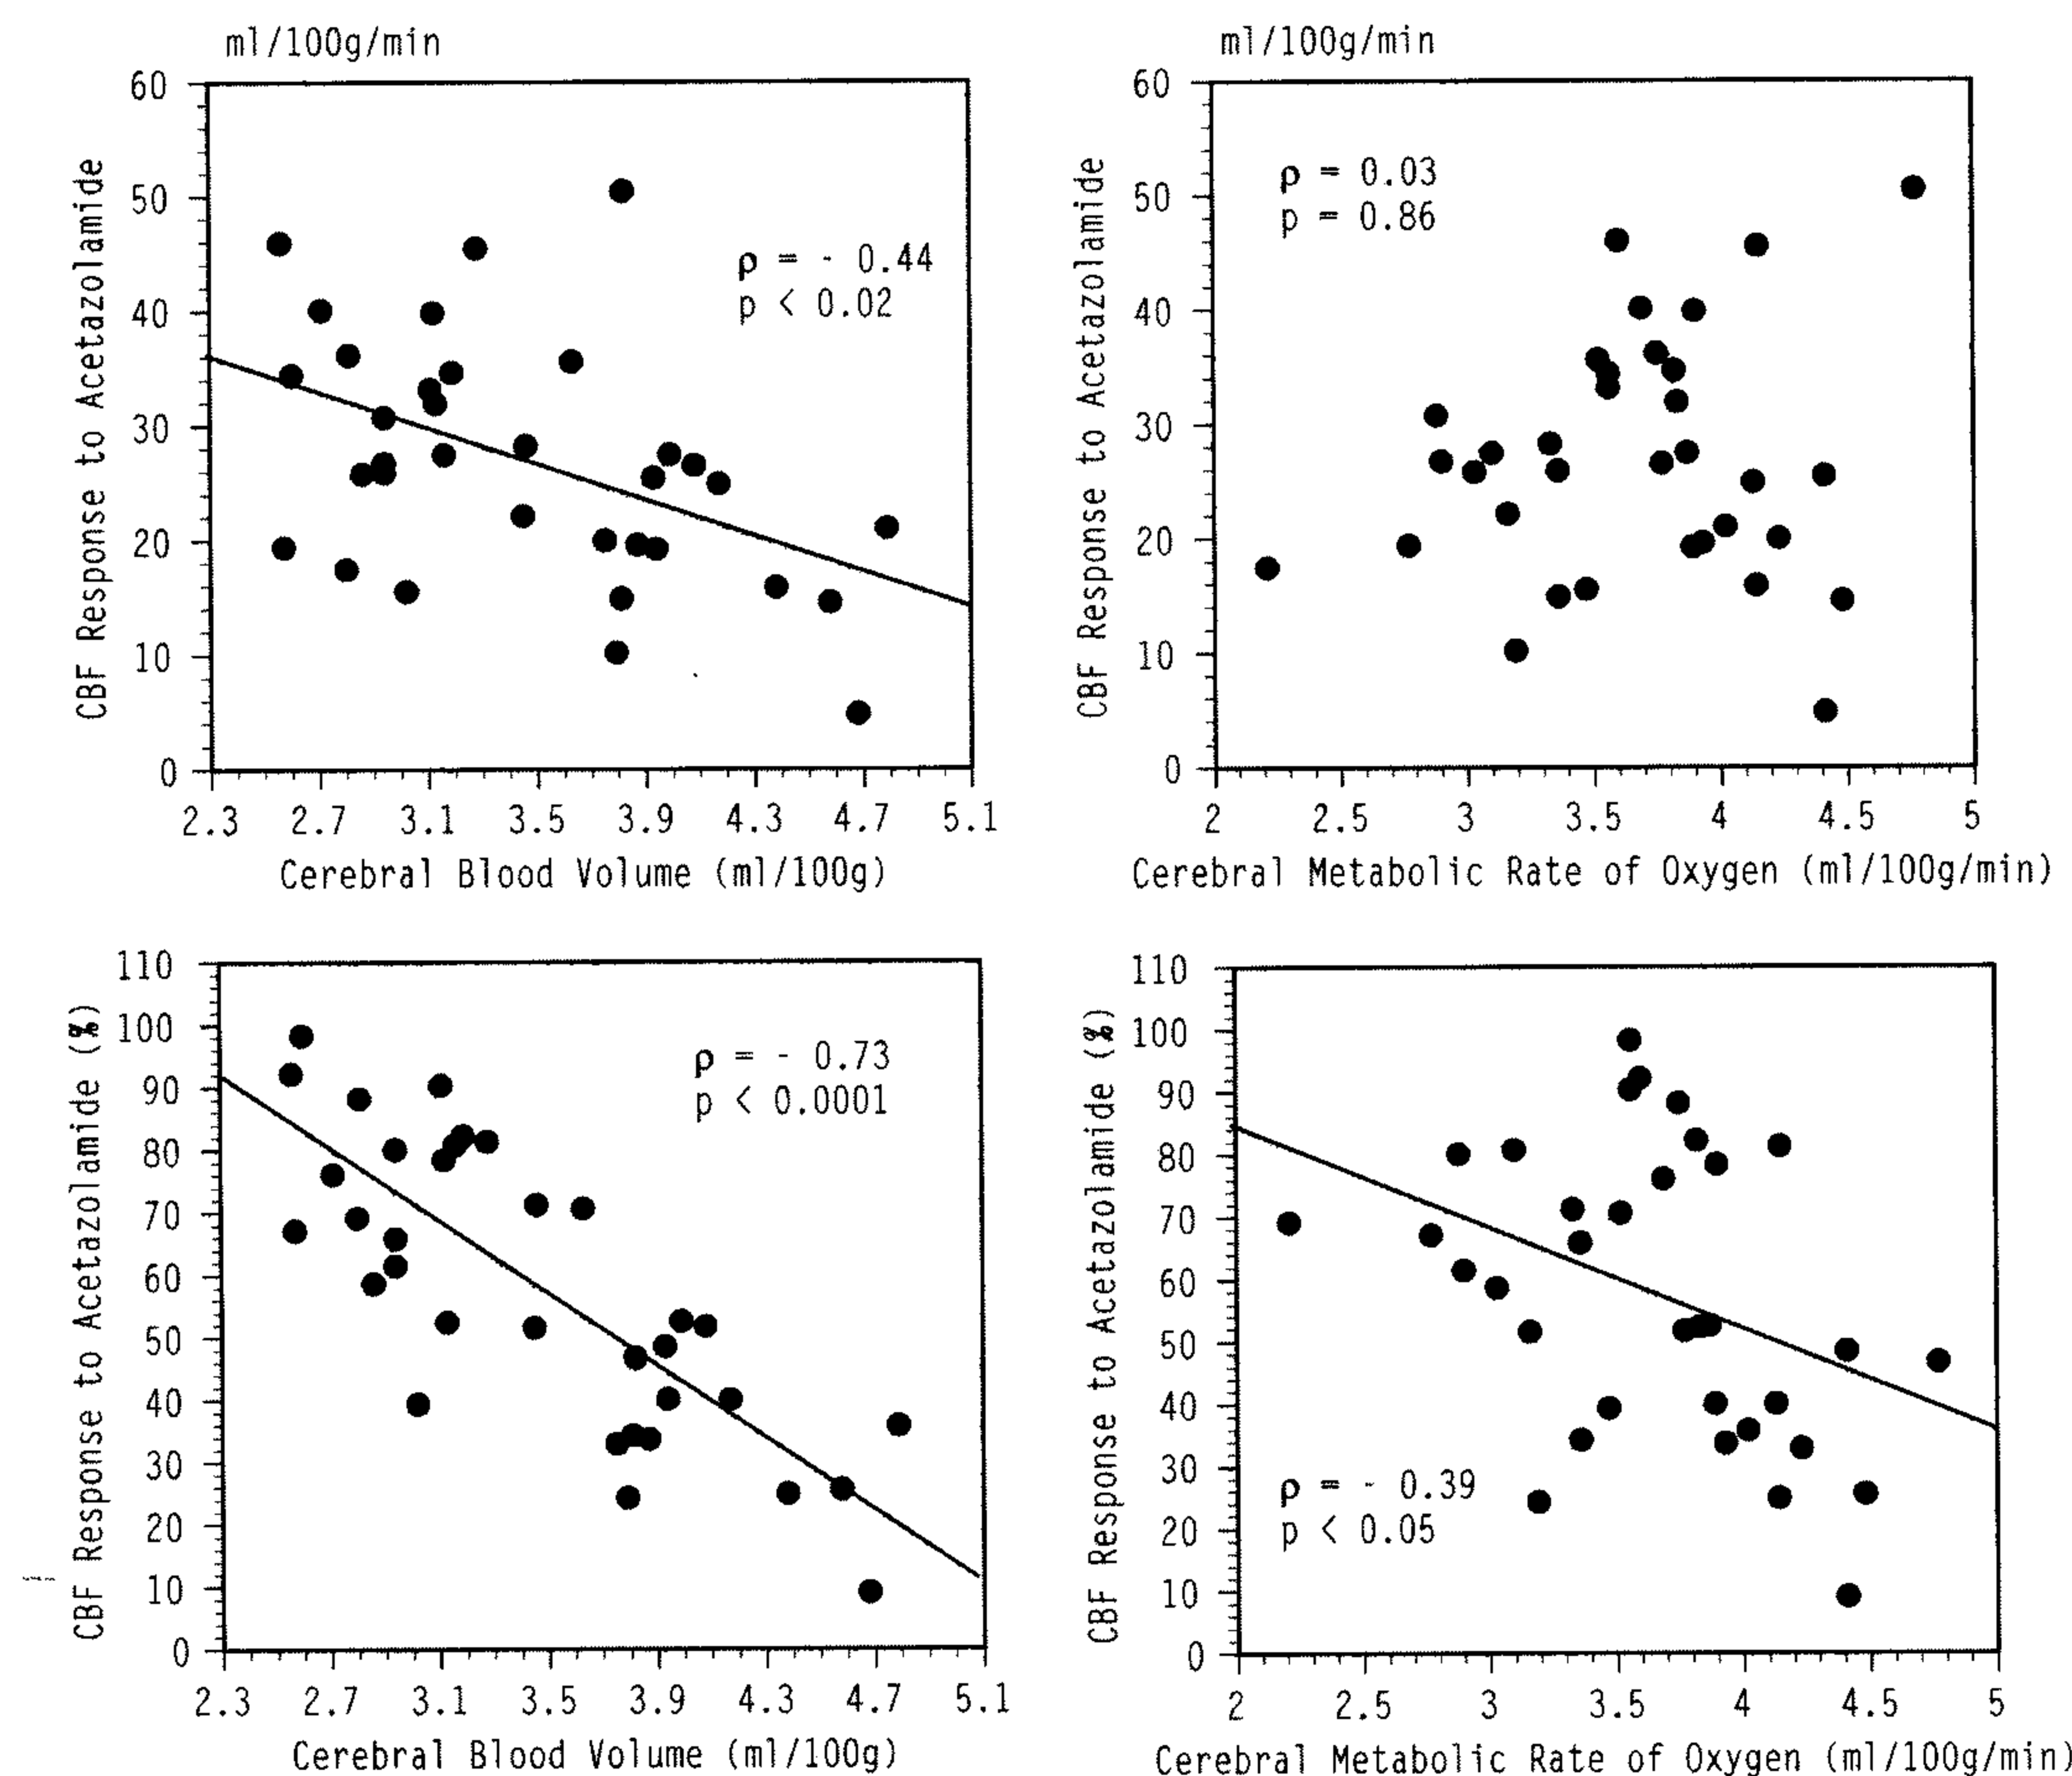 ml/100g/min
60
50
40
30
20
10
0
CBF Response to Acetazolamide
ρ = - 0.44
p < 0.02
2.3 2.7 3.1 3.5 3.9 4.3 4.7 5.1
Cerebral Blood Volume (ml/100g)
ml/100g/min
60
50
40
30
20
10
0
CBF Response to Acetazolamide
ρ = 0.03
p = 0.86
2 2.5 3 3.5 4 4.5 5
Cerebral Metabolic Rate of Oxygen (ml/100g/min)
110
100
90
80
70
60
50
40
30
20
10
0
CBF Response to Acetazolamide (%)
ρ = - 0.73
p < 0.0001
2.3 2.7 3.1 3.5 3.9 4.3 4.7 5.1
Cerebral Blood Volume (ml/100g)
110
100
90
80
70
60
50
40
30
20
10
0
CBF Response to Acetazolamide (%)
ρ = - 0.39
p < 0.05
2 2.5 3 3.5 4 4.5 5
Cerebral Metabolic Rate of Oxygen (ml/100g/min)